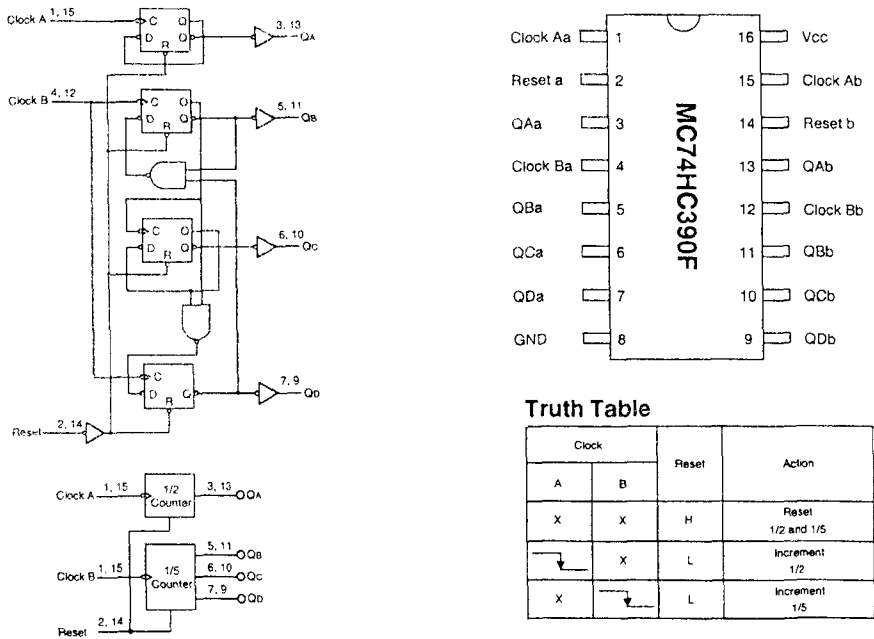 Clock A 1, 15
C Q
D Q
R
3, 13
QA
Clock B 4, 12
C Q
D Q
R
5, 11
QB
C Q
D Q
R
6, 10
QC
C
D Q
R
7, 9
QD
Reset 2, 14
Clock A 1, 15
1/2
Counter
3, 13
QA
Clock B 1, 15
1/5
Counter
5, 11
QB
6, 10
QC
7, 9
QD
Reset 2, 14
MC74HC390F
Clock Aa 1 16 Vcc
Reset a 2 15 Clock Ab
QAa 3 14 Reset b
Clock Ba 4 13 QAb
QBa 5 12 Clock Bb
QCa 6 11 QBb
QDa 7 10 QCb
GND 8 9 QDb
Truth Table
Clock Reset Action
A B
X X H Reset
1/2 and 1/5
X L Increment
1/2
X L Increment
1/5